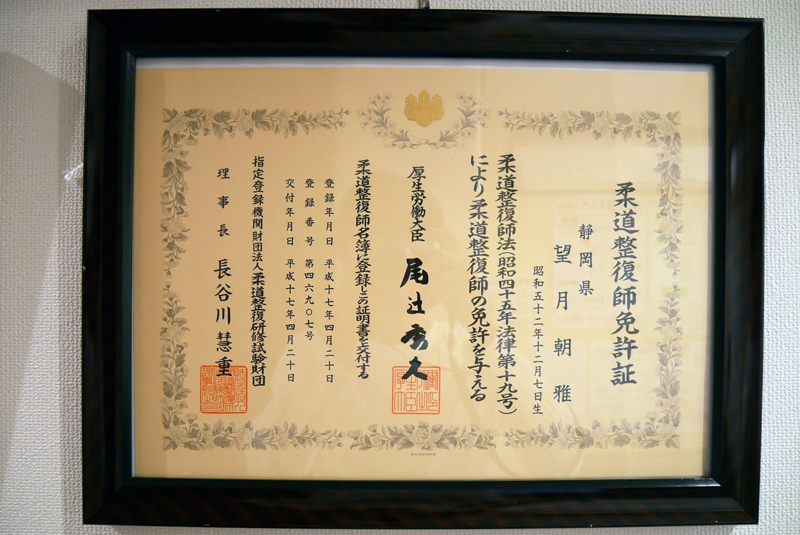 柔道整復師免許証
静岡県
望月朝雅
昭和五十二年十二月七日生
柔道整復師法(昭和四十五年法律第十九号)
により柔道整復師の免許を与える
厚生労働大臣 尾辻秀久
柔道整復師名簿に登録しこの証明書を交付する
登録年月日 平成十七年四月二十日
登録番号 第四六九〇七号
交付年月日 平成十七年四月二十日
指定登録機関財団法人柔道整復研修試験財団
理事長 長谷川慧重